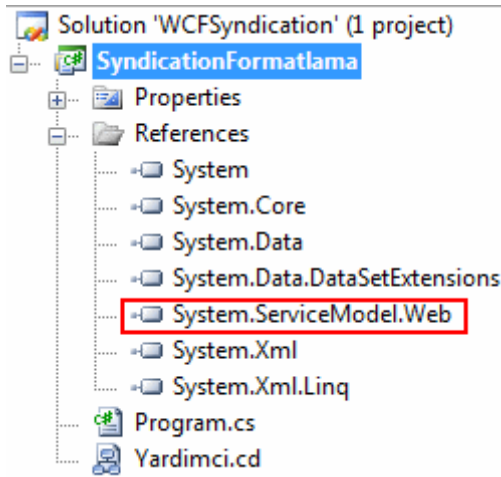 Solution 'WCFSyndication' (1 project)
SyndicationFormatlama
Properties
References
System
System.Core
System.Data
System.Data.DataSetExtensions
System.ServiceModel.Web
System.Xml
System.Xml.Linq
Program.cs
Yardimci.cd